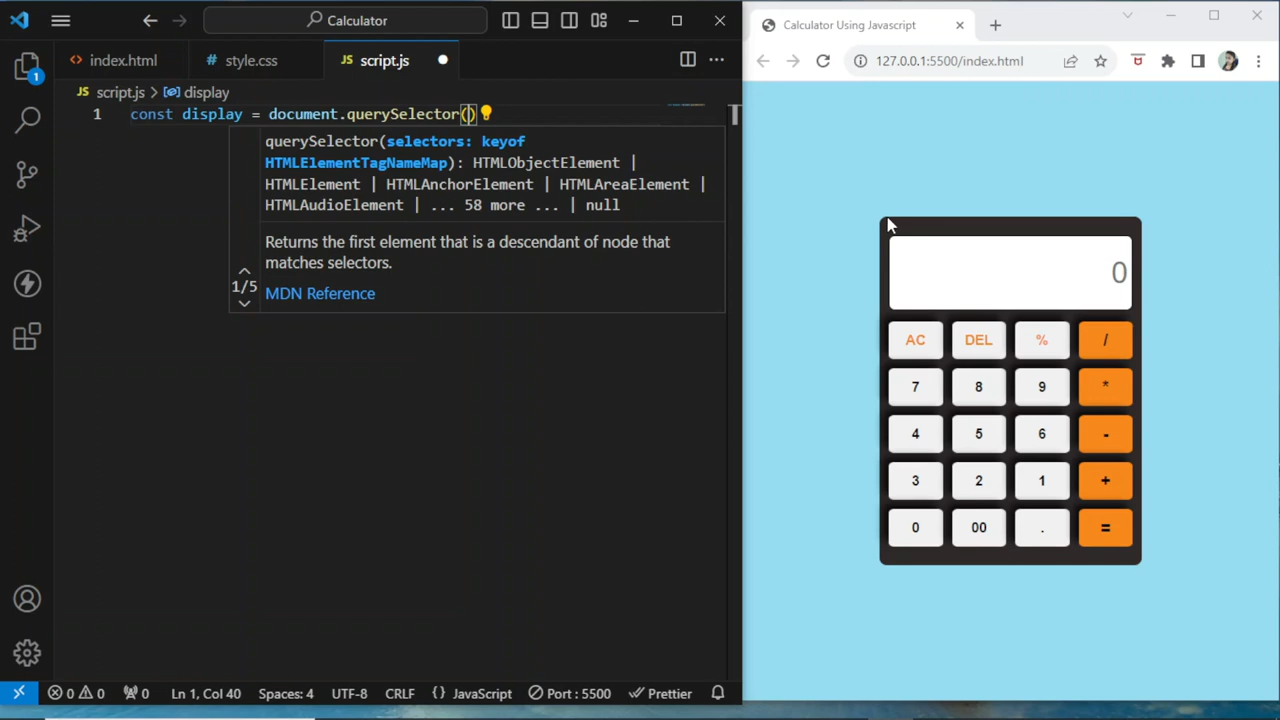 Calculator
index.html
# style.css
JS script.js
1
JS script.js > display
1 const display = document.querySelector()
querySelector(selectors: keyof
HTMLElementTagNameMap): HTMLObjectElement |
HTMLElement | HTMLAnchorElement | HTMLAreaElement |
HTMLAudioElement | ... 58 more ... | null
Returns the first element that is a descendant of node that
matches selectors.
1/5
MDN Reference
0 0 0 Ln 1, Col 40 Spaces: 4 UTF-8 CRLF {} JavaScript Port : 5500 Prettier
Calculator Using Javascript
127.0.0.1:5500/index.html
0
AC DEL % /
7 8 9 *
4 5 6 -
3 2 1 +
0 00 . =